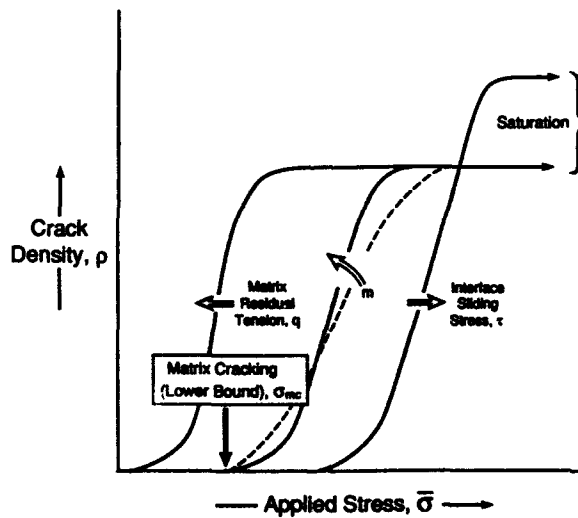 Saturation
Crack
Density, ρ
Matrix
Residual
Tension, q
m
Interface
Sliding
Stress, τ
Matrix Cracking
(Lower Bound), σmc
Applied Stress, σ̅